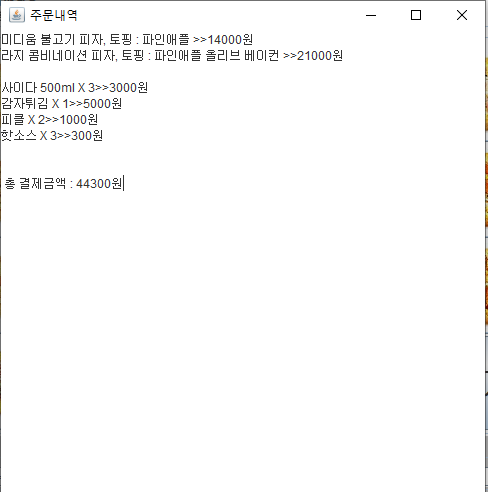 주문내역
미디움 불고기 피자, 토핑 : 파인애플 >>14000원
라지 콤비네이션 피자, 토핑 : 파인애플 올리브 베이컨 >>21000원
사이다 500ml X 3>>3000원
감자튀김 X 1>>5000원
피클 X 2>>1000원
핫소스 X 3>>300원
총 결제금액 : 44300원